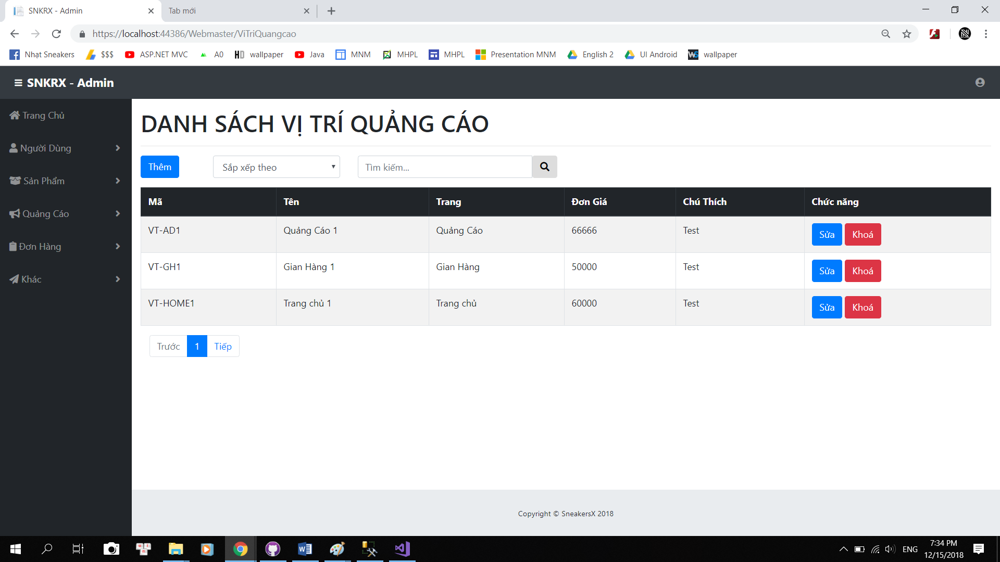 SNKRX - Admin
Tab mới
https://localhost:44386/Webmaster/ViTriQuangcao
Nhạt Sneakers
$$$
ASP.NET MVC
A0
HD wallpaper
Java
MNM
MHPL
MHPL
Presentation MNM
English 2
UI Android
WS wallpaper
SNKRX - Admin
Trang Chủ
Người Dùng
Sản Phẩm
Quảng Cáo
Đơn Hàng
Khác
DANH SÁCH VỊ TRÍ QUẢNG CÁO
Thêm
Sắp xếp theo
Tìm kiếm...
Mã Tên Trang Đơn Giá Chú Thích Chức năng
VT-AD1 Quảng Cáo 1 Quảng Cáo 66666 Test Sửa Khoá
VT-GH1 Gian Hàng 1 Gian Hàng 50000 Test Sửa Khoá
VT-HOME1 Trang chủ 1 Trang chủ 60000 Test Sửa Khoá
Trước 1 Tiếp
Copyright © SneakersX 2018
ENG
7:34 PM
12/15/2018